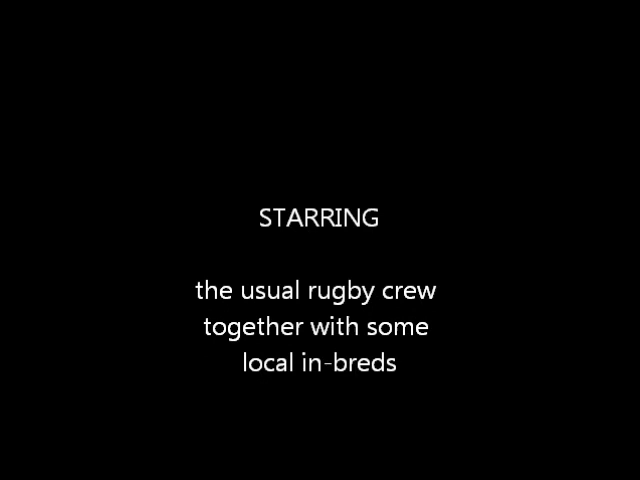 STARRING
the usual rugby crew
together with some
local in-breds